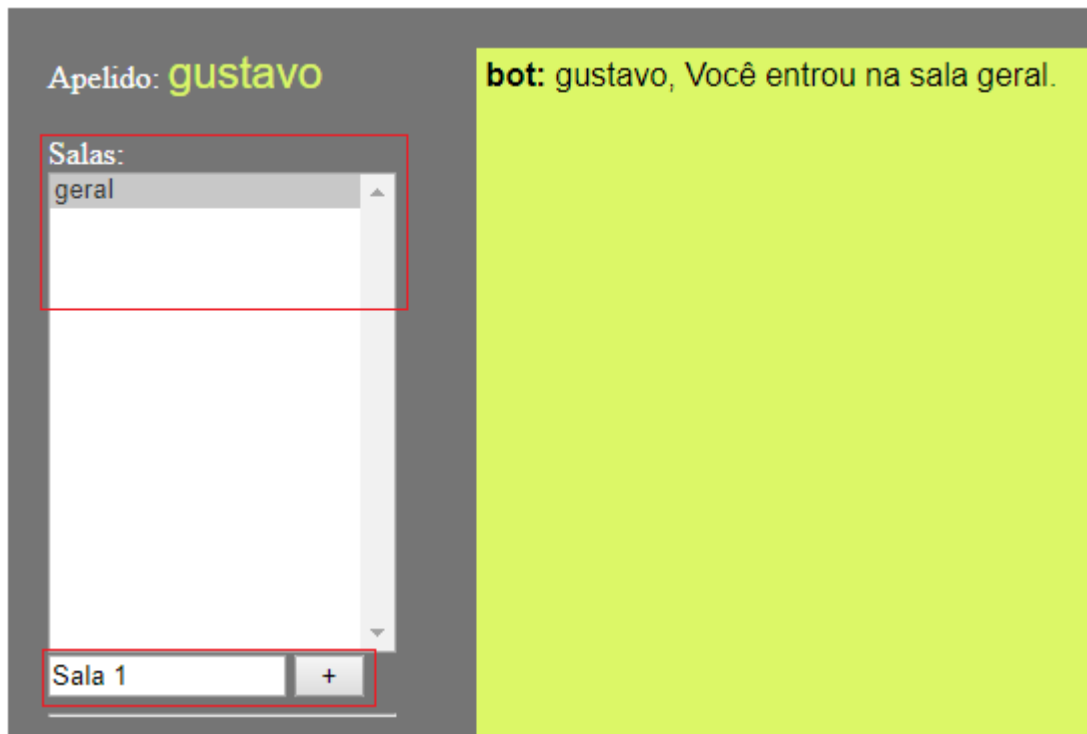 Apelido: gustavo
Salas:
geral
Sala 1 +
bot: gustavo, Você entrou na sala geral.